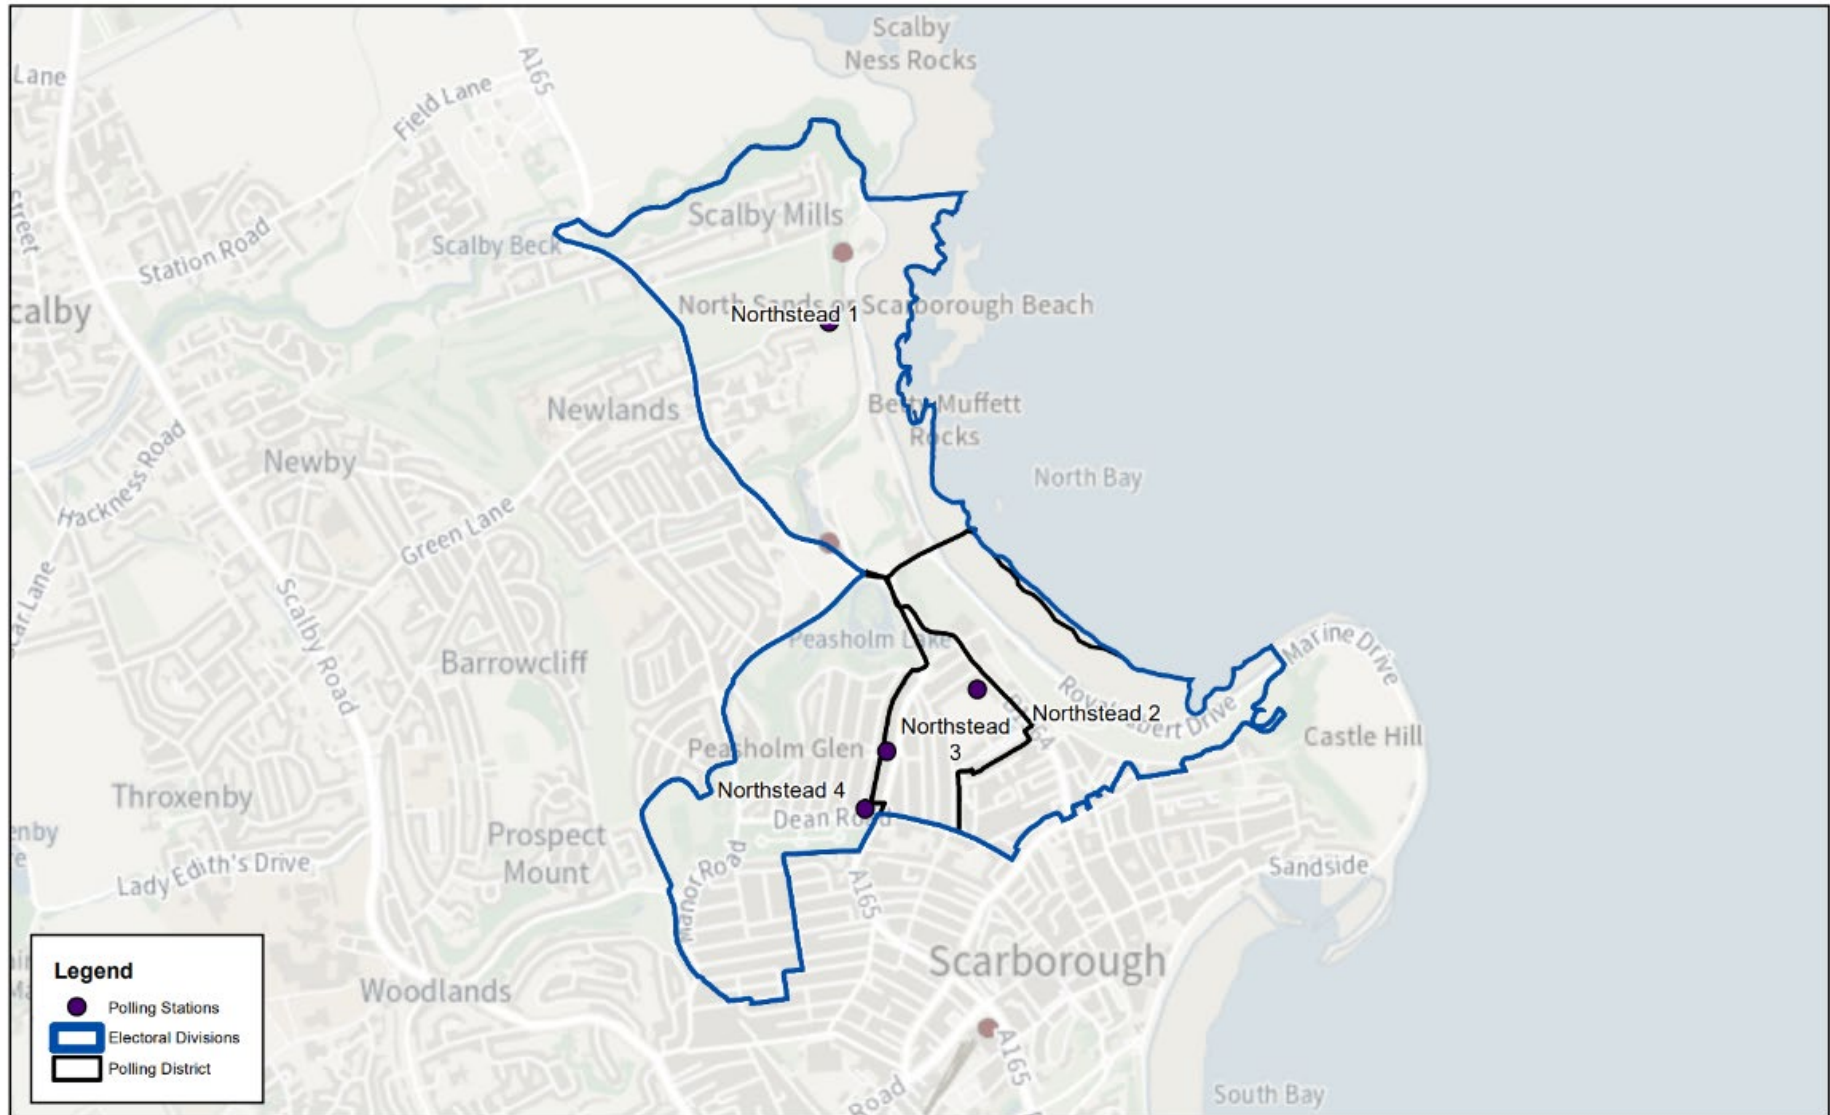 Scalby
Ness Rocks
Lane
A165
Field Lane
Scalby Mills
Scalby Beck
Station Road
calby
North Sands or Scarborough Beach
Northstead 1
Newlands
Betty Muffett
Rocks
Newby
North Bay
Hackness Road
Green Lane
Scalby Road
Peasholm Lake
Marine Drive
Barrowcliff
Royal Albert Drive
Northstead 2
Northstead
3
Castle Hill
Peasholm Glen
Northstead 4
Dean Road
Throxenby
Prospect
Mount
Manor Road
Lady Edith's Drive
Sandside
A165
Scarborough
Woodlands
A165
Road
South Bay
Legend
Polling Stations
Electoral Divisions
Polling District